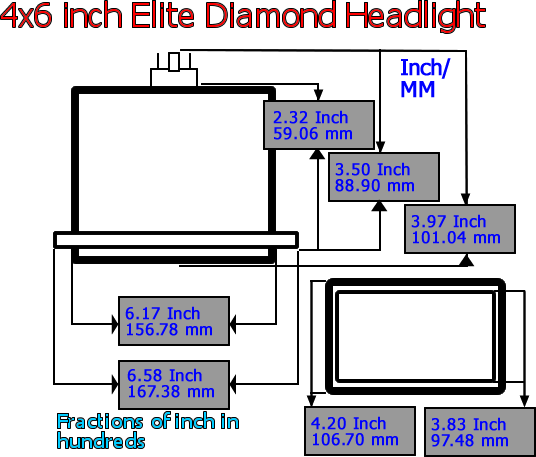 4x6 inch Elite Diamond Headlight
Inch/
MM
2.32 Inch
59.06 mm
3.50 Inch
88.90 mm
3.97 Inch
101.04 mm
6.17 Inch
156.78 mm
6.58 Inch
167.38 mm
Fractions of inch in
hundreds
4.20 Inch
106.70 mm
3.83 Inch
97.48 mm